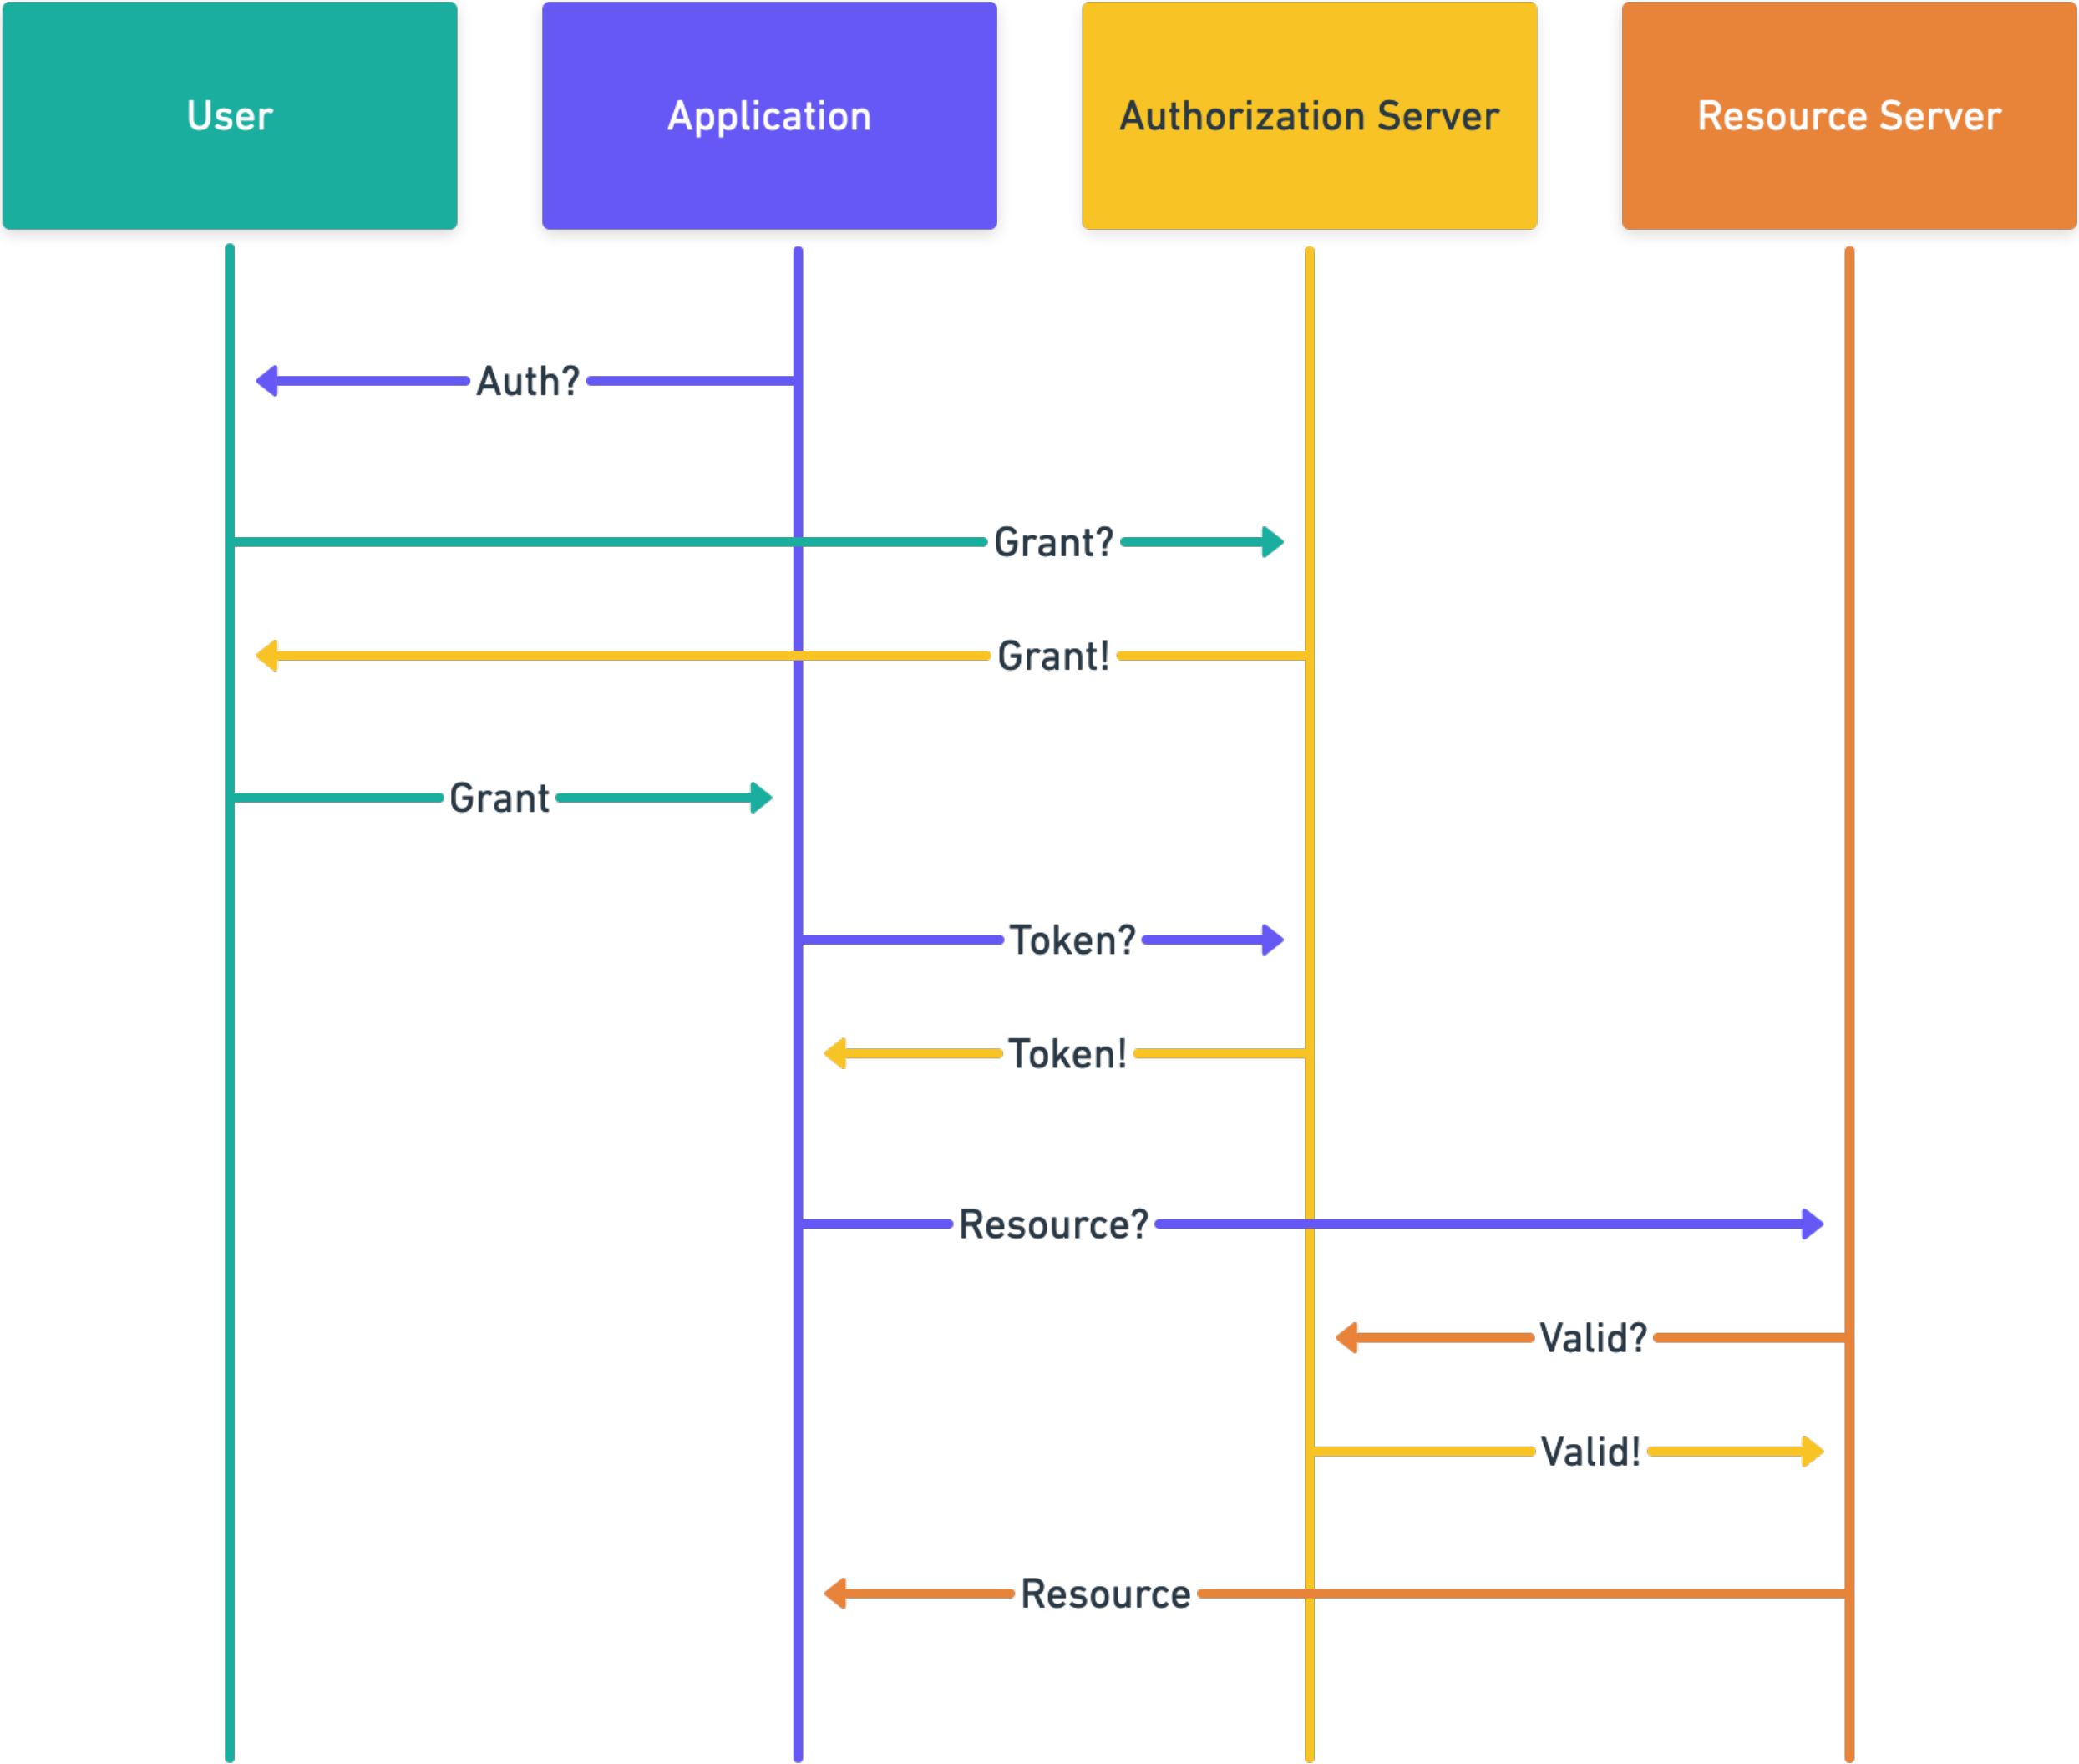 User
Application
Authorization Server
Resource Server
Auth?
Grant?
Grant!
Grant
Token?
Token!
Resource?
Valid?
Valid!
Resource